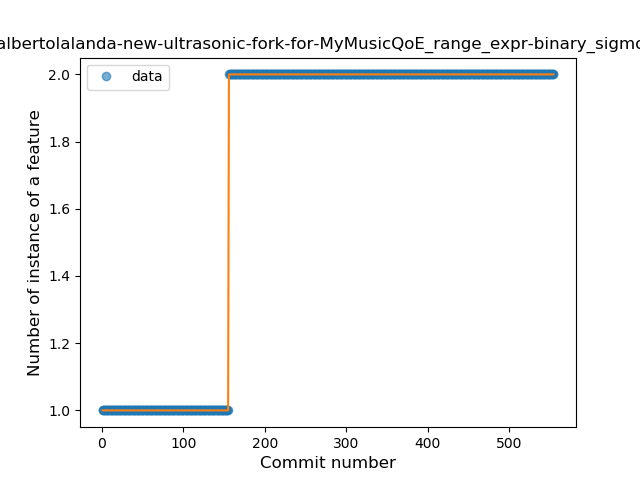 albertolalanda-new-ultrasonic-fork-for-MyMusicQoE_range_expr-binary_sigmo
data
Number of instance of a feature
2.0
1.8
1.6
1.4
1.2
1.0
0 100 200 300 400 500
Commit number